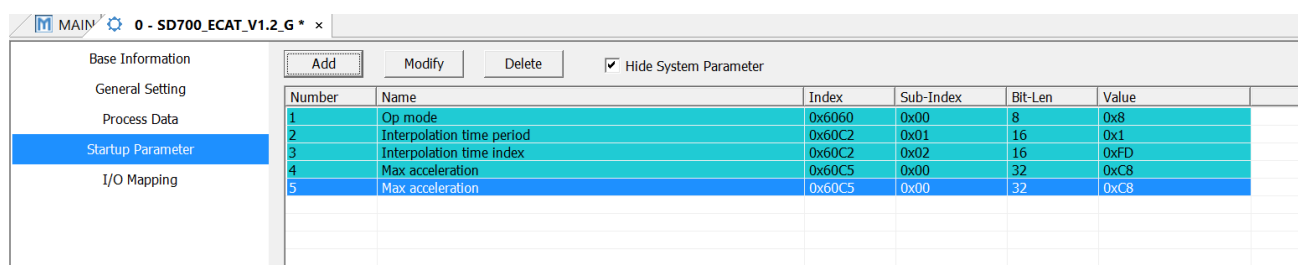 MAIN 0 - SD700_ECAT_V1.2_G * ×
Base Information
General Setting
Process Data
Startup Parameter
I/O Mapping
Add Modify Delete Hide System Parameter
Number Name Index Sub-Index Bit-Len Value
1 Op mode 0x6060 0x00 8 0x8
2 Interpolation time period 0x60C2 0x01 16 0x1
3 Interpolation time index 0x60C2 0x02 16 0xFD
4 Max acceleration 0x60C5 0x00 32 0xC8
5 Max acceleration 0x60C5 0x00 32 0xC8